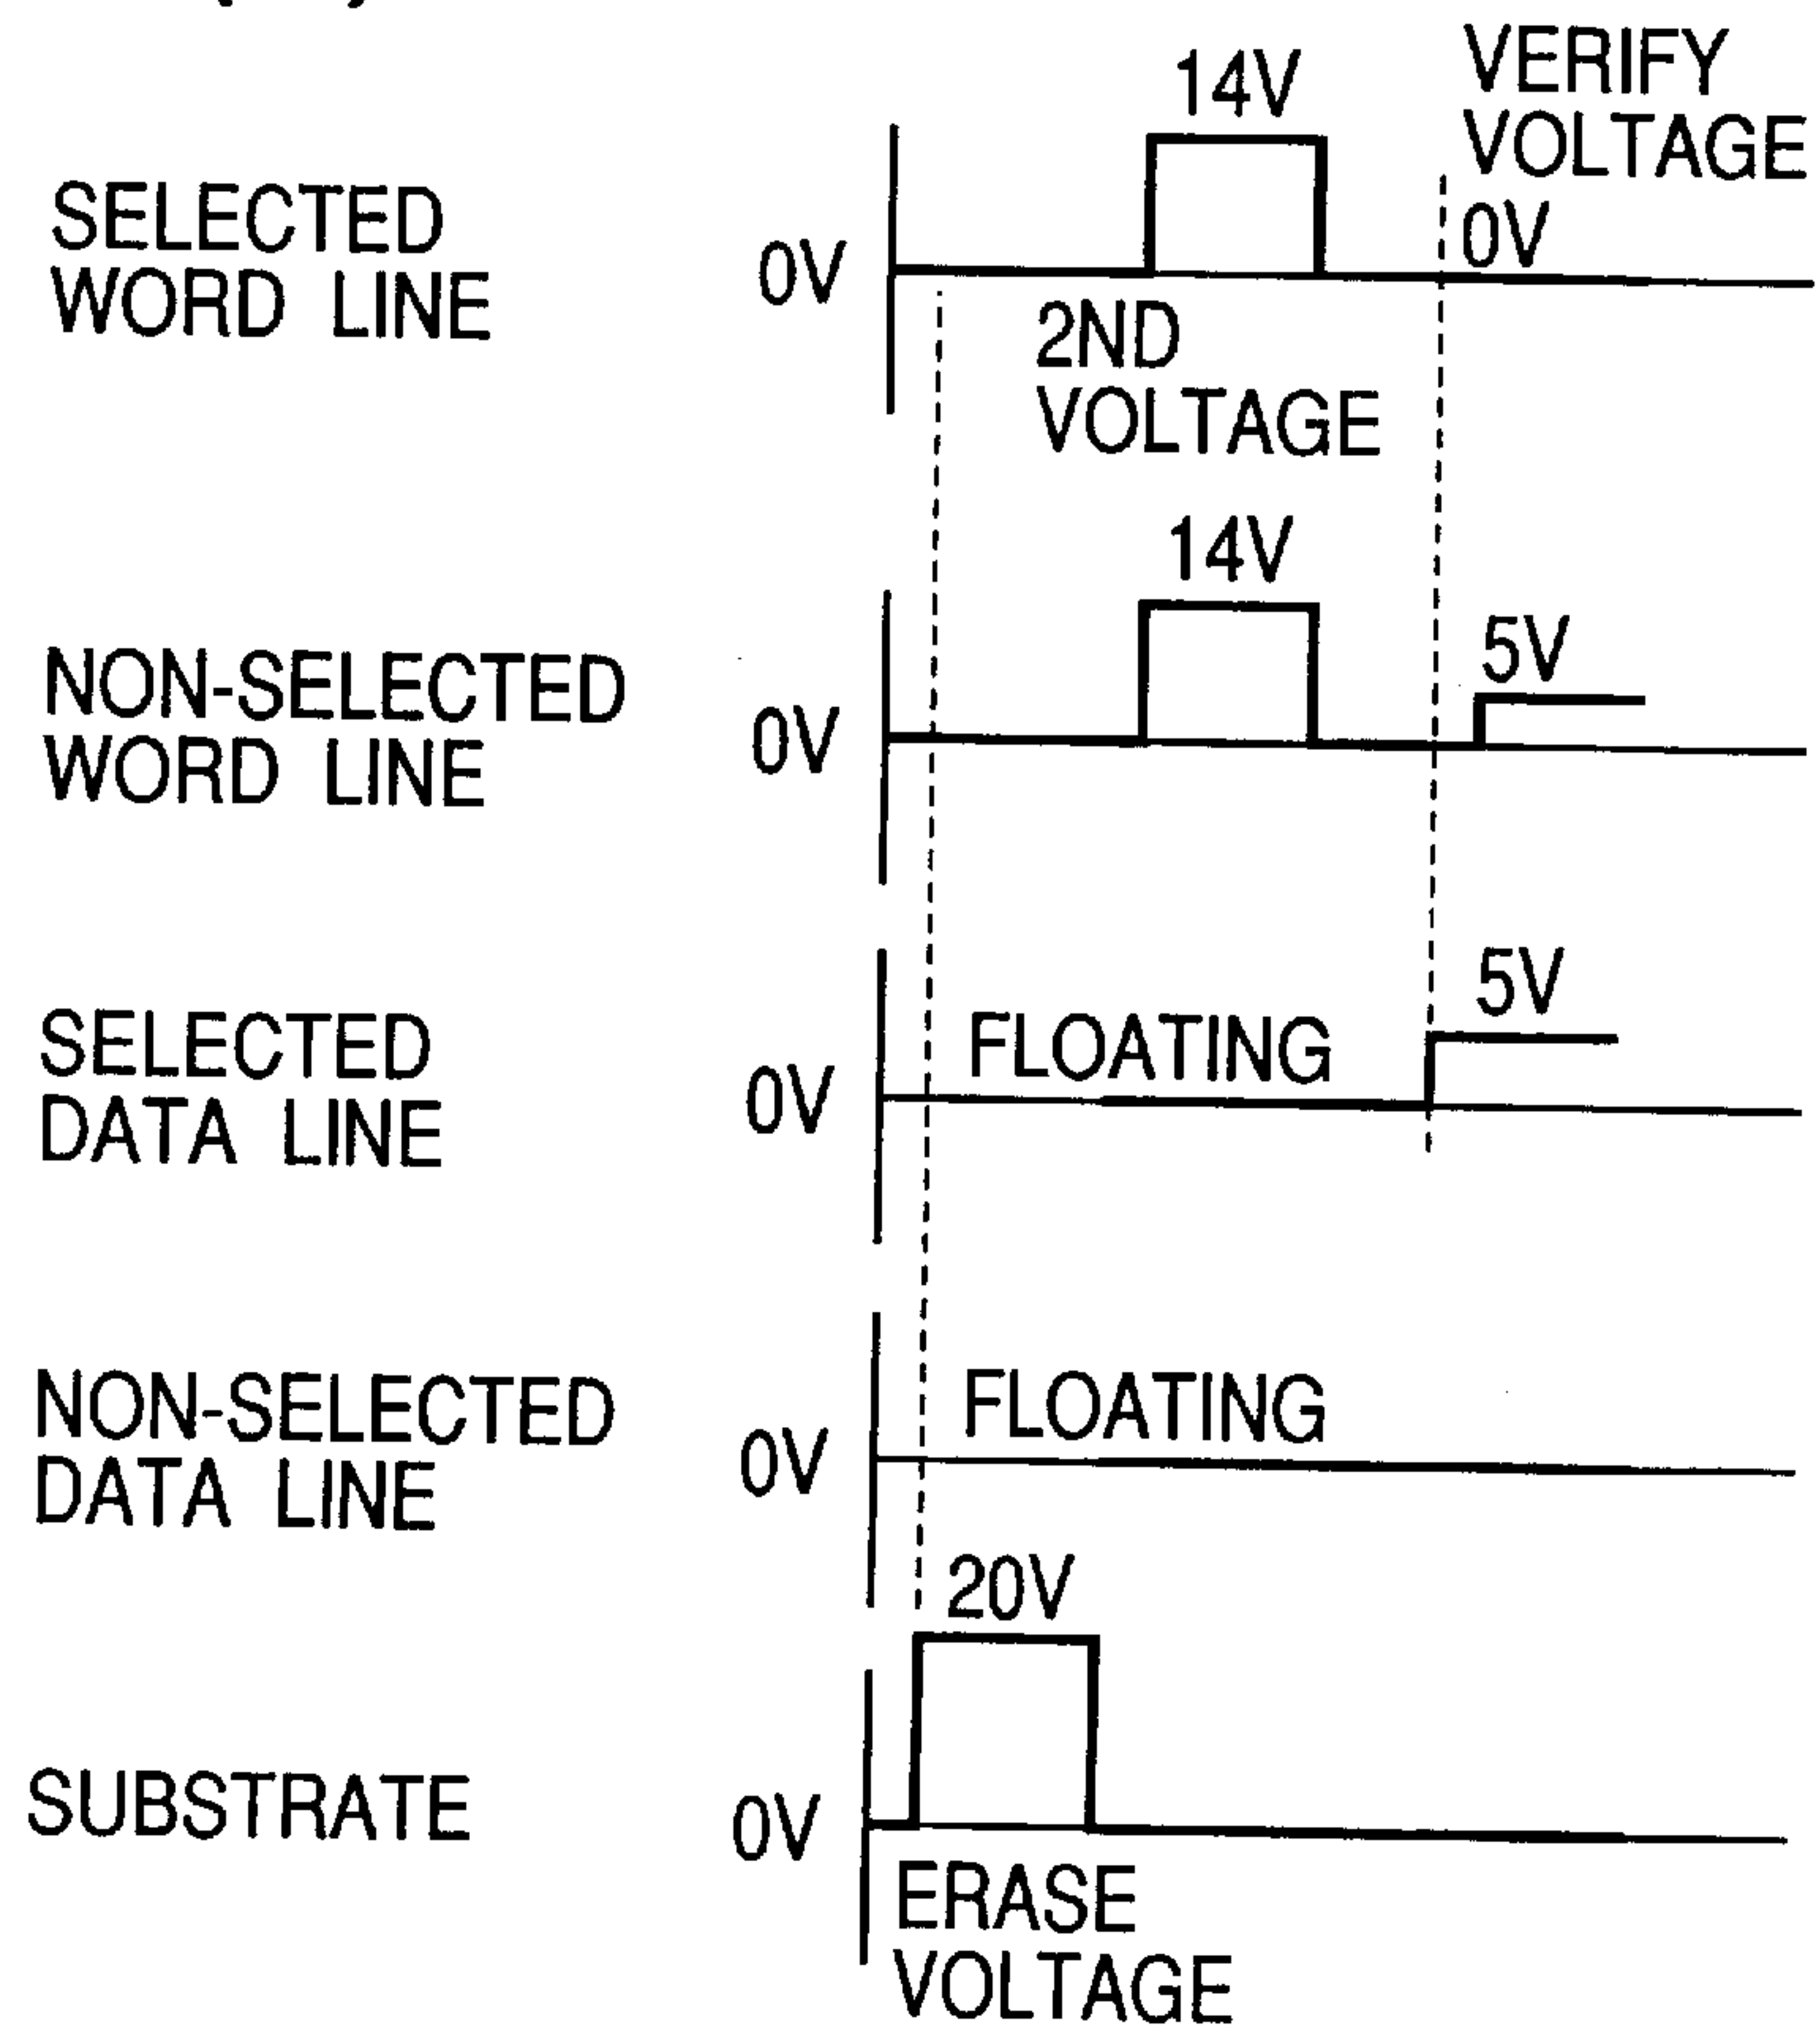 14V
VERIFY
VOLTAGE
SELECTED
WORD LINE
0V
0V
2ND
VOLTAGE
14V
NON-SELECTED
WORD LINE
0V
5V
SELECTED
DATA LINE
0V
FLOATING
5V
NON-SELECTED
DATA LINE
0V
FLOATING
20V
SUBSTRATE
0V
ERASE
VOLTAGE